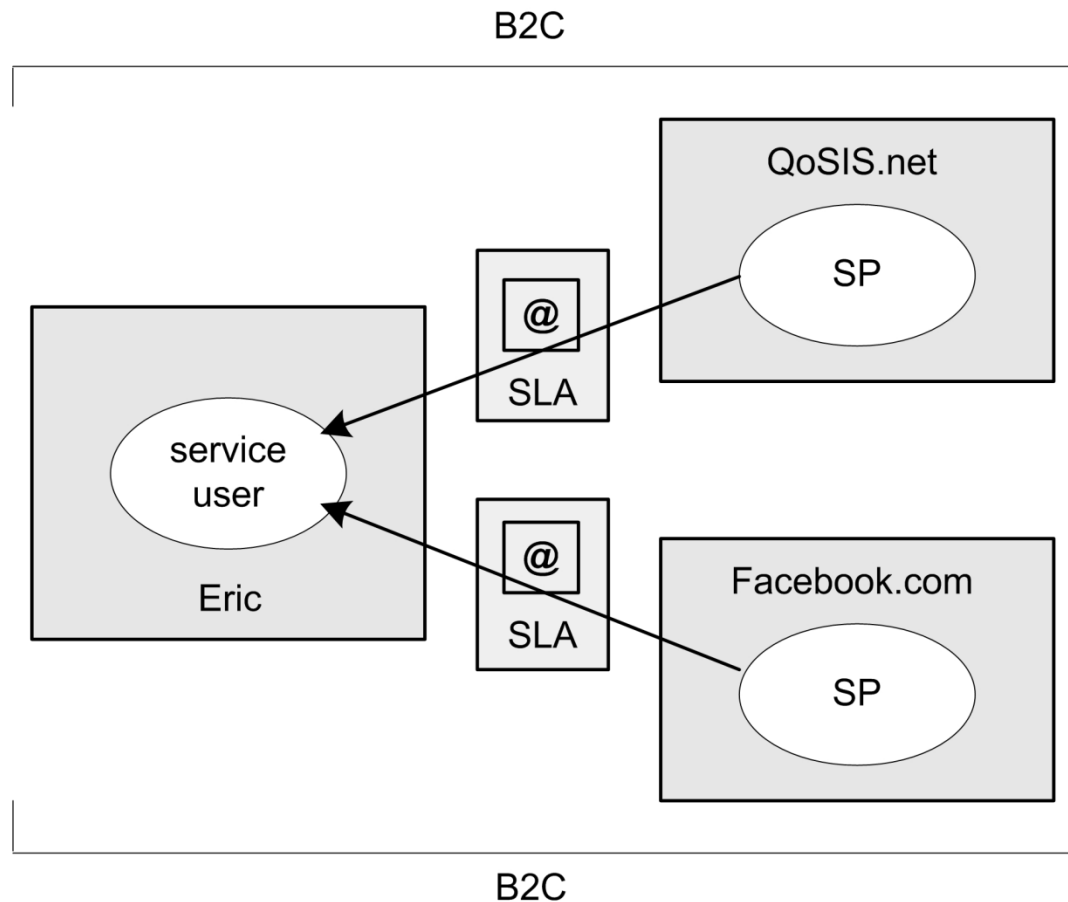 B2C
QoSIS.net
SP
@
SLA
service
user
Eric
@
SLA
Facebook.com
SP
B2C